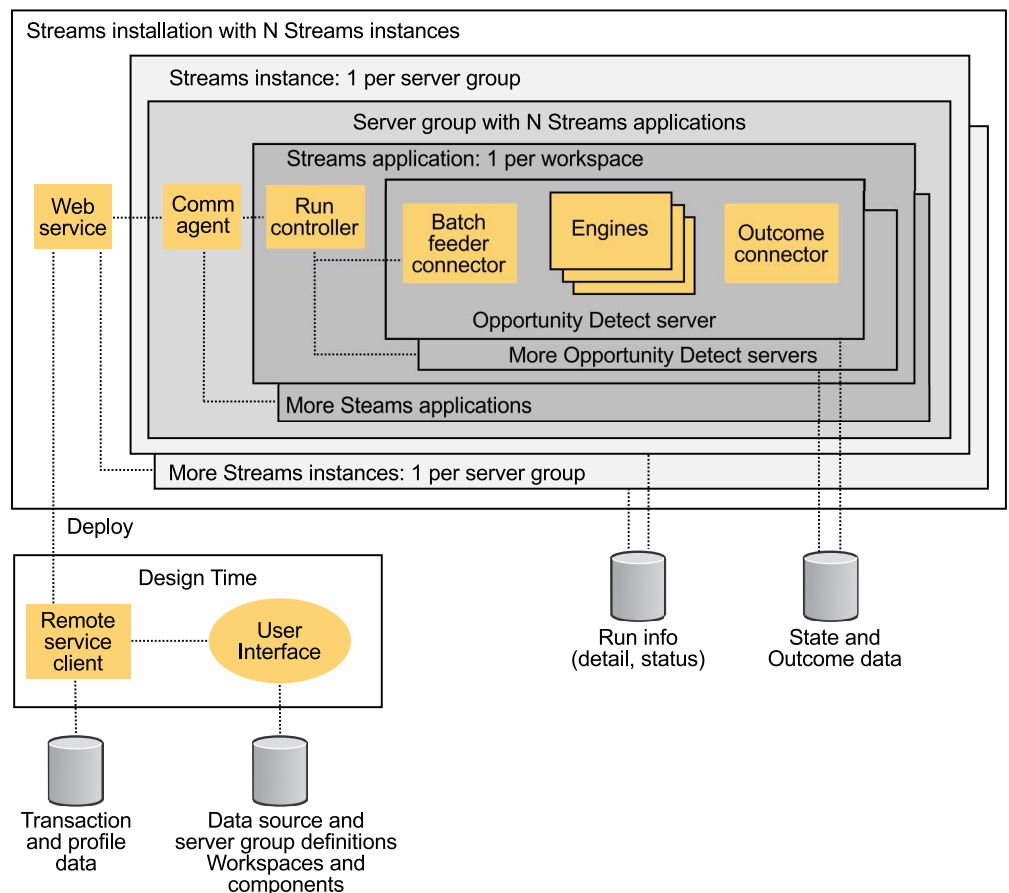 Streams installation with N Streams instances
Streams instance: 1 per server group
Server group with N Streams applications
Streams application: 1 per workspace
Web
service
Comm
agent
Run
controller
Batch
feeder
connector
Engines
Outcome
connector
Opportunity Detect server
More Opportunity Detect servers
More Steams applications
More Streams instances: 1 per server group
Deploy
Design Time
Remote
service
client
User
Interface
Run info
(detail, status)
State and
Outcome data
Transaction
and profile
data
Data source and
server group definitions
Workspaces and
components